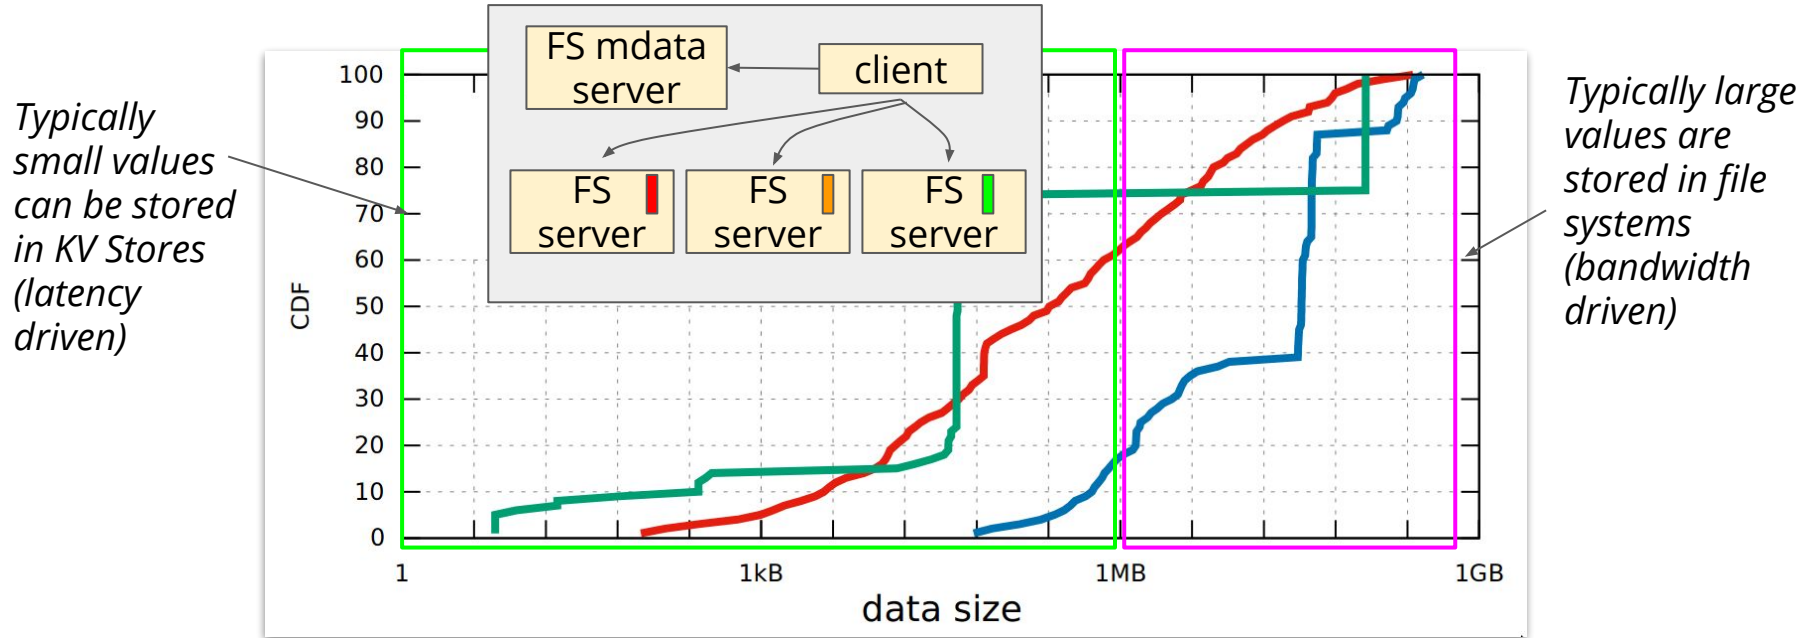 Typically
small values
can be stored
in KV Stores
(latency
driven)
FS mdata
server
client
FS
server
FS
server
FS
server
Typically large
values are
stored in file
systems
(bandwidth
driven)
CDF
100
90
80
70
60
50
40
30
20
10
0
1
1kB
1MB
1GB
data size